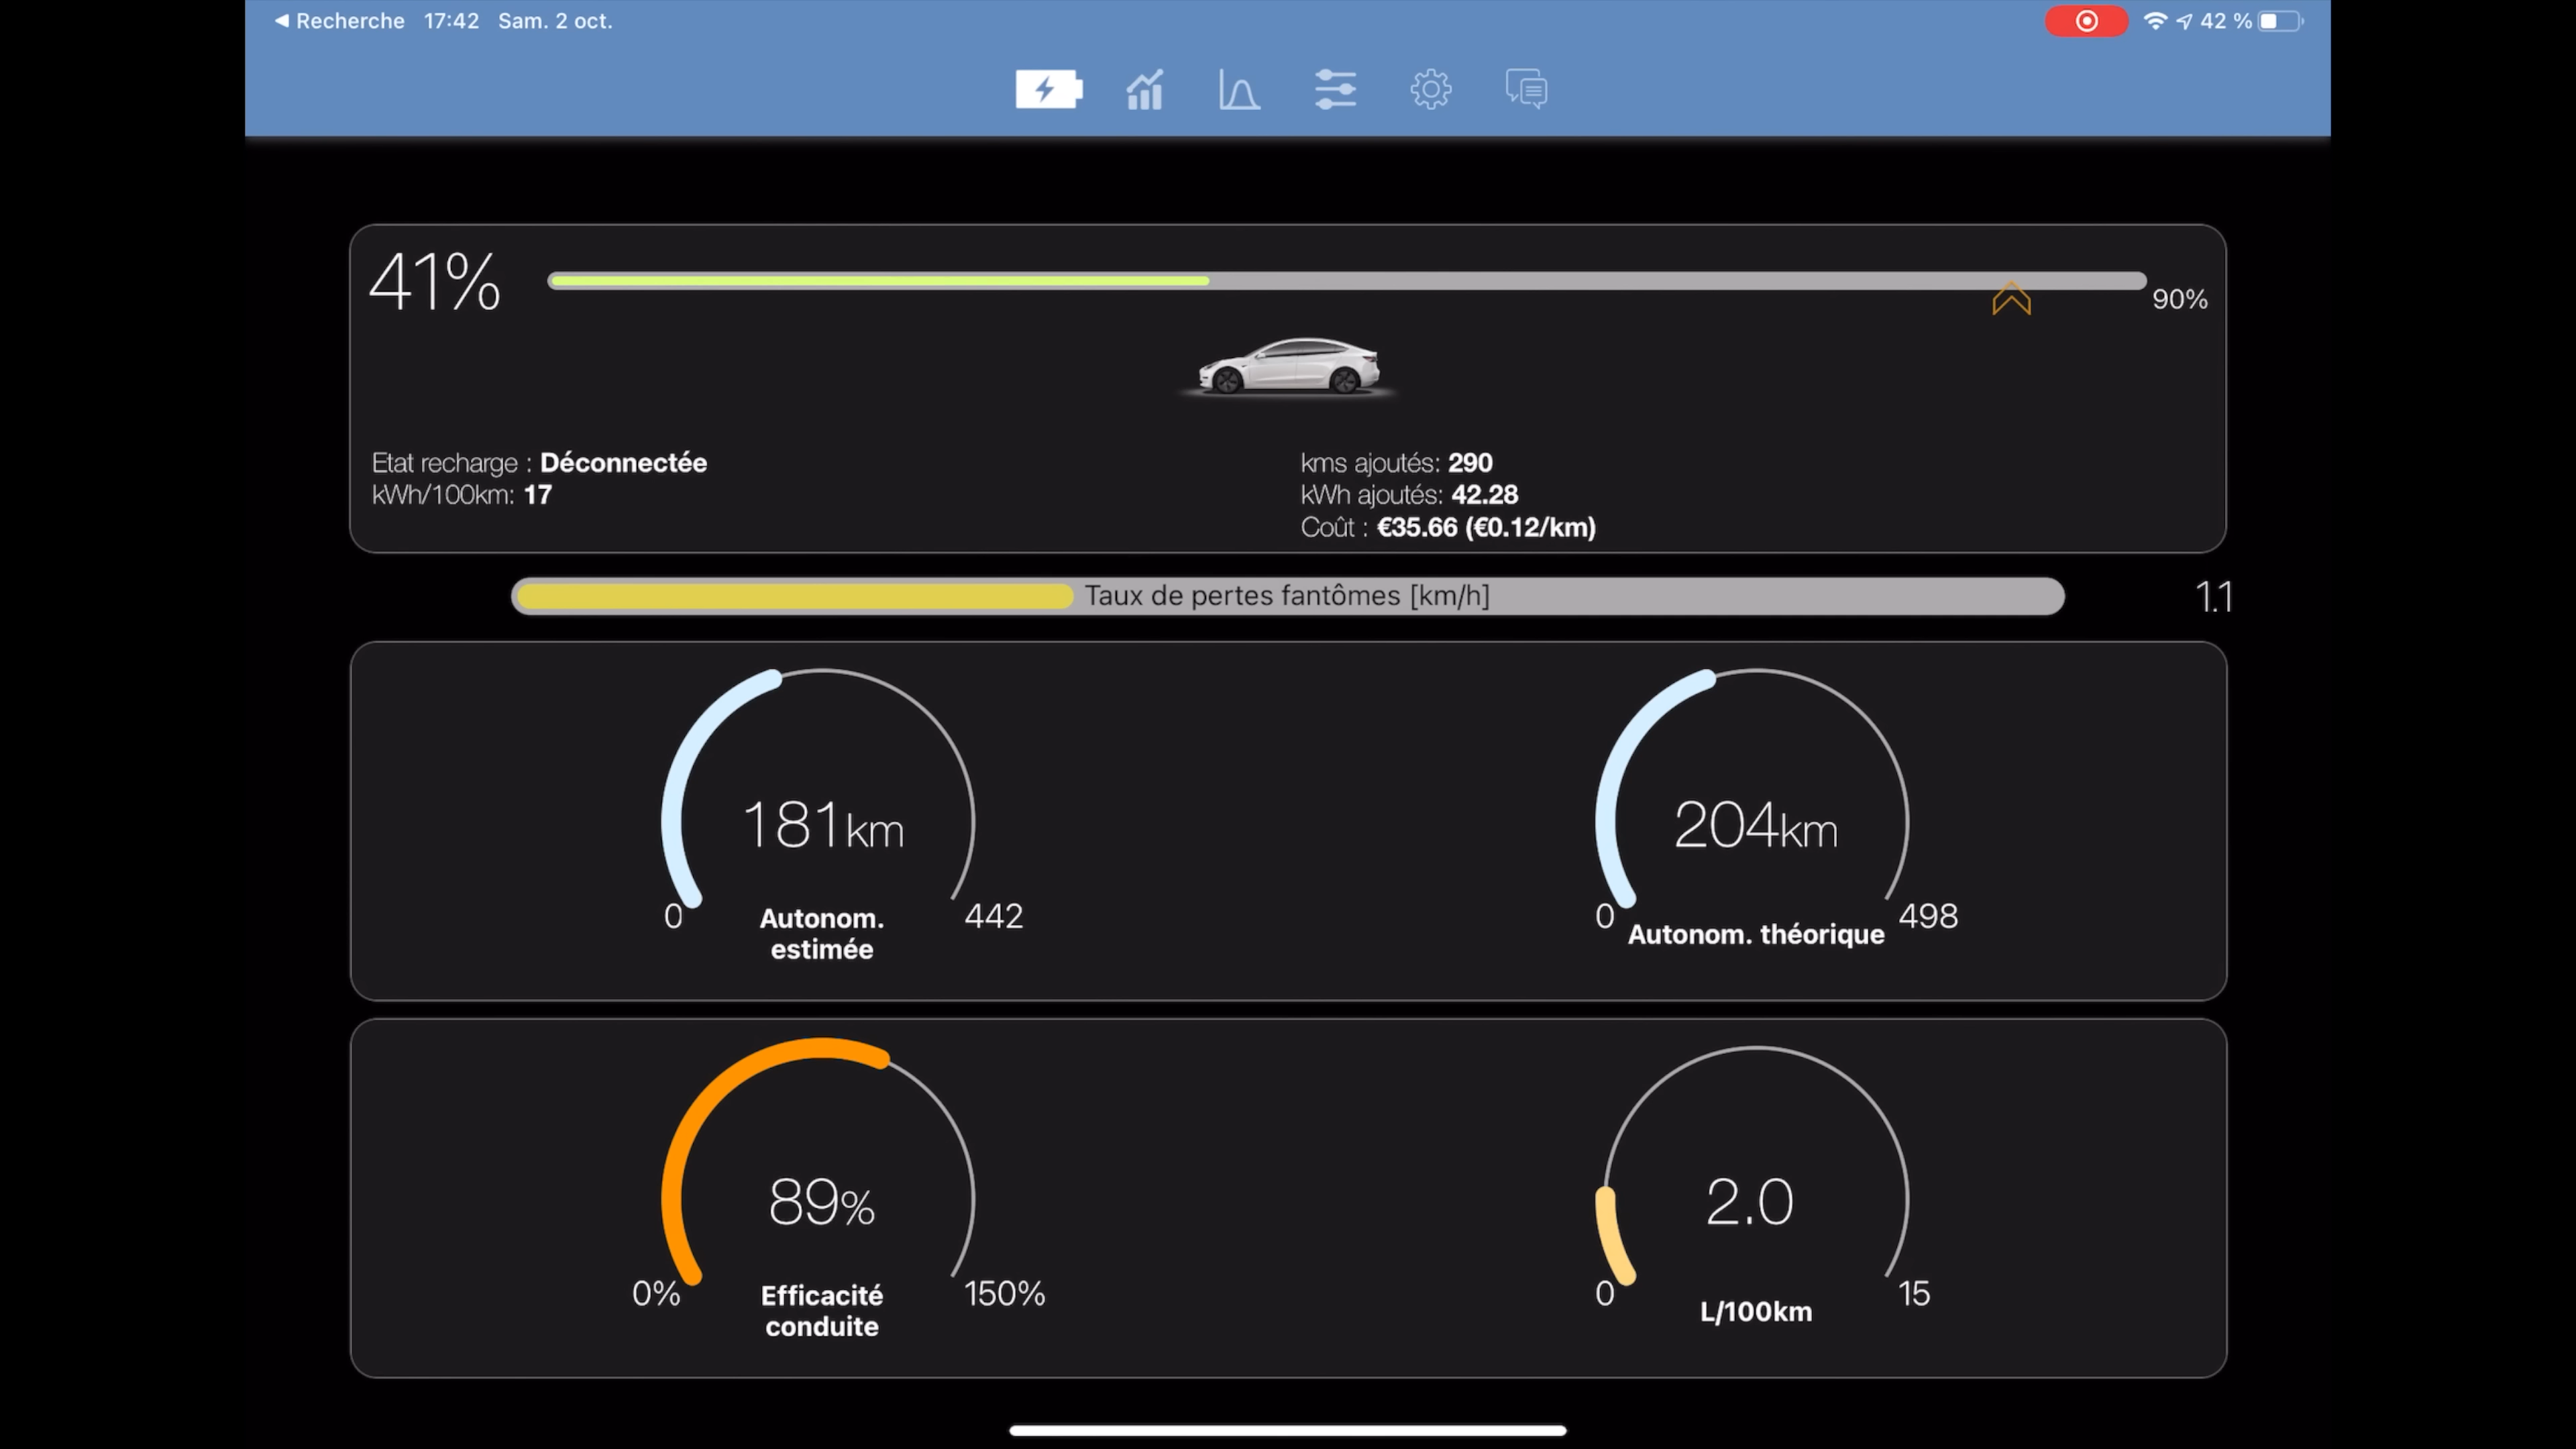 ◀ Recherche 17:42 Sam. 2 oct.
42 %
41%
90%
Etat recharge : Déconnectée
kWh/100km: 17
kms ajoutés: 290
kWh ajoutés: 42.28
Coût : €35.66 (€0.12/km)
Taux de pertes fantômes [km/h]
1.1
181km
0
Autonom.
estimée
442
204km
0
Autonom. théorique
498
89%
0%
Efficacité
conduite
150%
2.0
0
L/100km
15